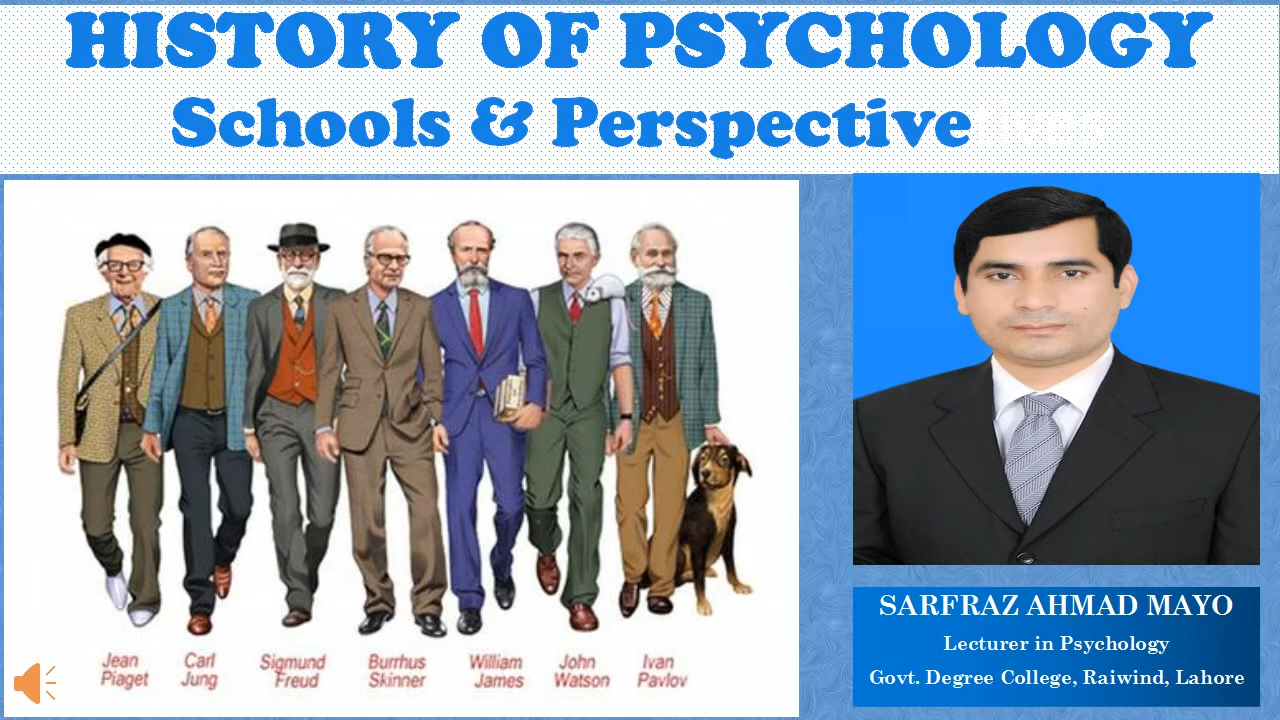 HISTORY OF PSYCHOLOGY
Schools & Perspective
Jean Carl Sigmund Burrhus William John Ivan
Piaget Jung Freud Skinner James Watson Pavlov
SARFRAZ AHMAD MAYO
Lecturer in Psychology
Govt. Degree College, Raiwind, Lahore